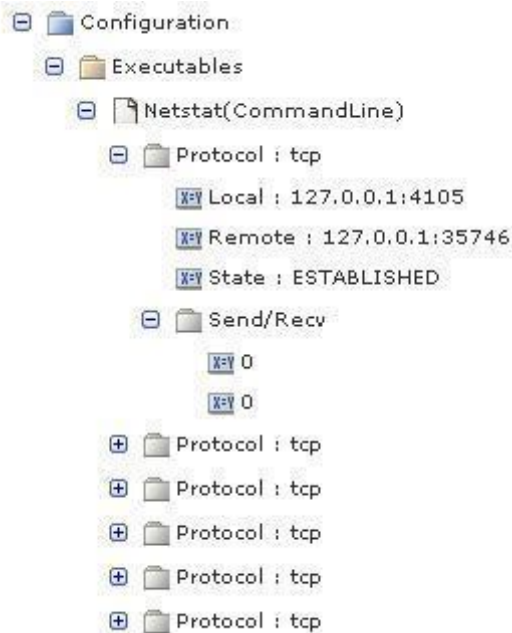 Configuration
Executables
Netstat(CommandLine)
Protocol : tcp
X=Y Local : 127.0.0.1:4105
X=Y Remote : 127.0.0.1:35746
X=Y State : ESTABLISHED
Send/Recv
X=Y 0
X=Y 0
Protocol : tcp
Protocol : tcp
Protocol : tcp
Protocol : tcp
Protocol : tcp